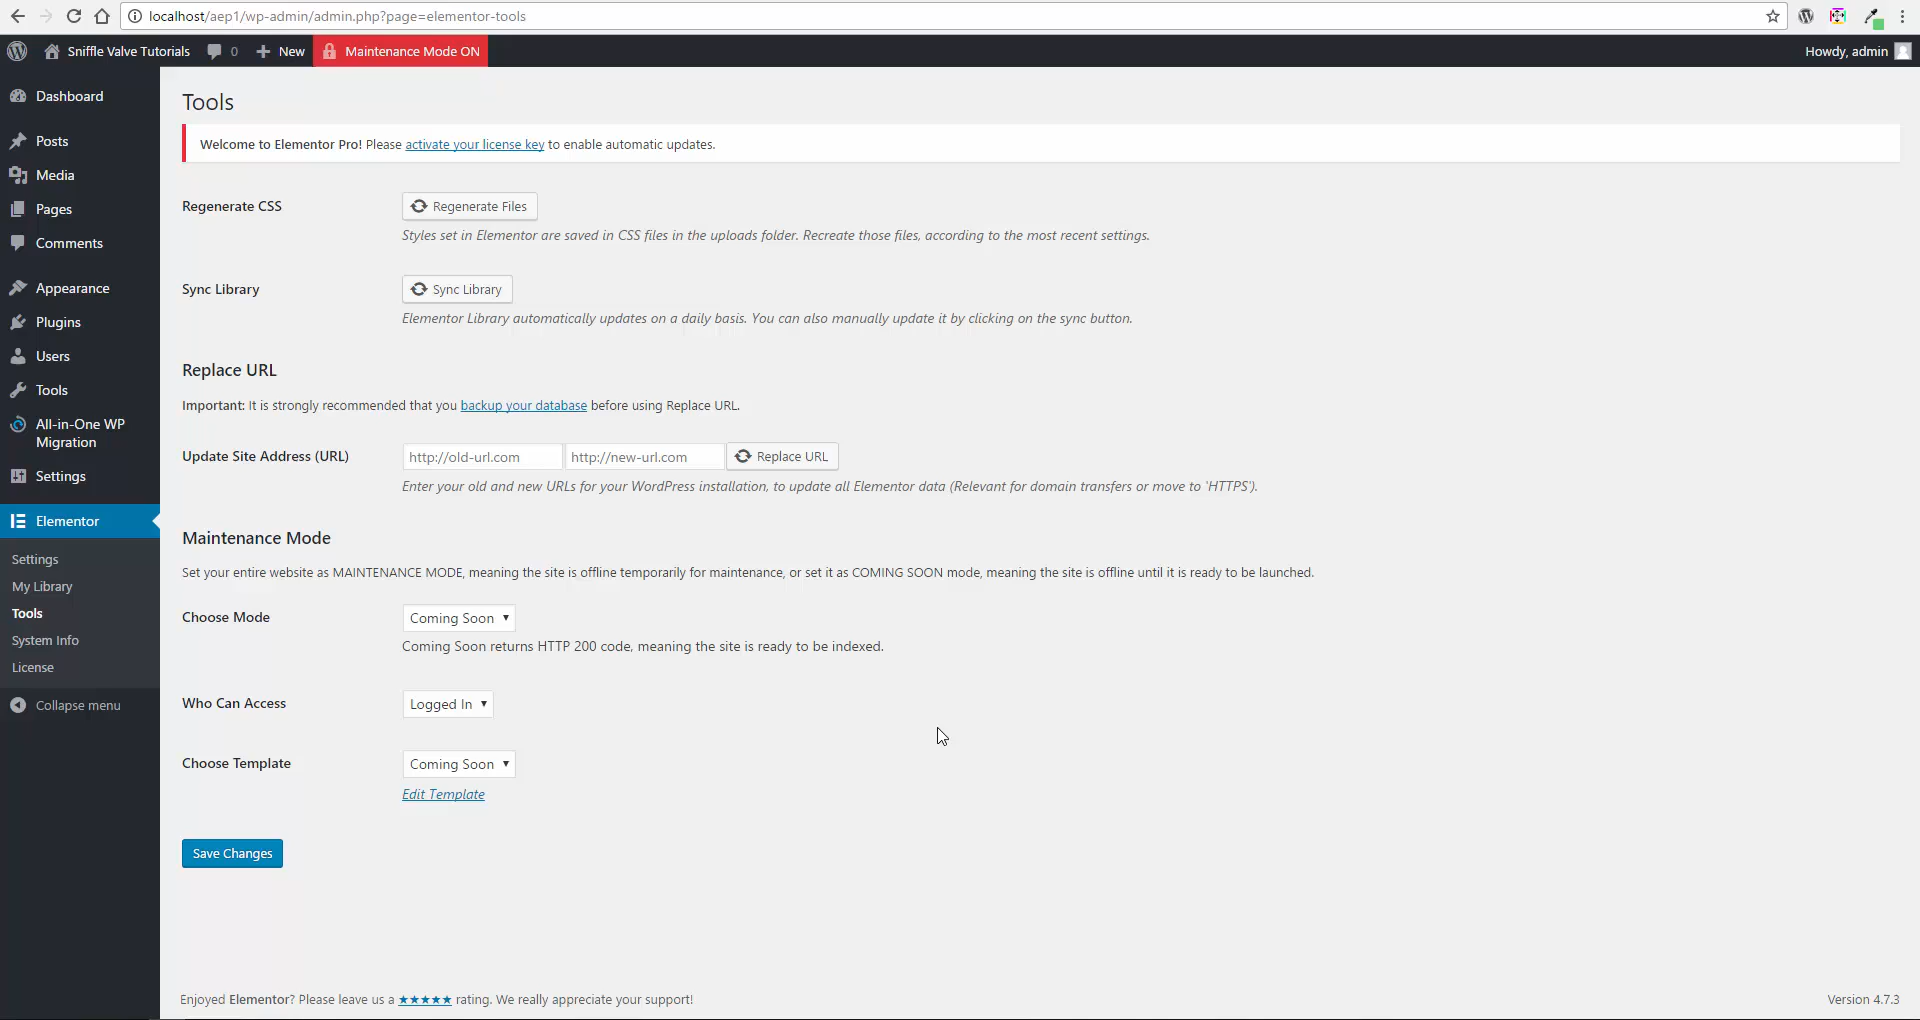 localhost/aep1/wp-admin/admin.php?page=elementor-tools
Sniffle Valve Tutorials 0 New Maintenance Mode ON Howdy, admin
Dashboard
Posts
Media
Pages
Comments
Appearance
Plugins
Users
Tools
All-in-One WP
Migration
Settings
Elementor
Settings
My Library
Tools
System Info
License
Collapse menu
Tools
Welcome to Elementor Pro! Please activate your license key to enable automatic updates.
Regenerate CSS Regenerate Files
Styles set in Elementor are saved in CSS files in the uploads folder. Recreate those files, according to the most recent settings.
Sync Library Sync Library
Elementor Library automatically updates on a daily basis. You can also manually update it by clicking on the sync button.
Replace URL
Important: It is strongly recommended that you backup your database before using Replace URL.
Update Site Address (URL) http://old-url.com http://new-url.com Replace URL
Enter your old and new URLs for your WordPress installation, to update all Elementor data (Relevant for domain transfers or move to 'HTTPS').
Maintenance Mode
Set your entire website as MAINTENANCE MODE, meaning the site is offline temporarily for maintenance, or set it as COMING SOON mode, meaning the site is offline until it is ready to be launched.
Choose Mode Coming Soon
Coming Soon returns HTTP 200 code, meaning the site is ready to be indexed.
Who Can Access Logged In
Choose Template Coming Soon
Edit Template
Save Changes
Enjoyed Elementor? Please leave us a ★★★★★ rating. We really appreciate your support! Version 4.7.3